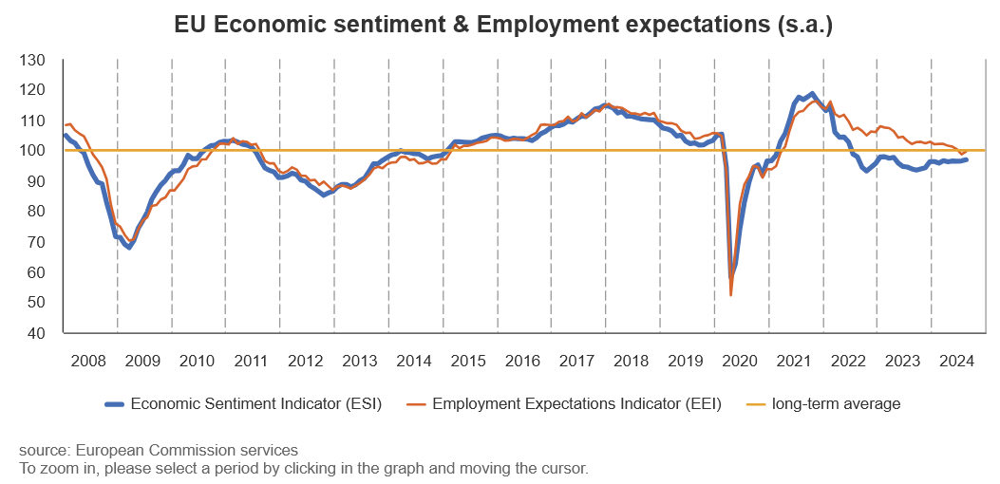 EU Economic sentiment & Employment expectations (s.a.)
130
120
110
100
90
80
70
60
50
40
2008 2009 2010 2011 2012 2013 2014 2015 2016 2017 2018 2019 2020 2021 2022 2023 2024
Economic Sentiment Indicator (ESI) Employment Expectations Indicator (EEI) long-term average
source: European Commission services
To zoom in, please select a period by clicking in the graph and moving the cursor.